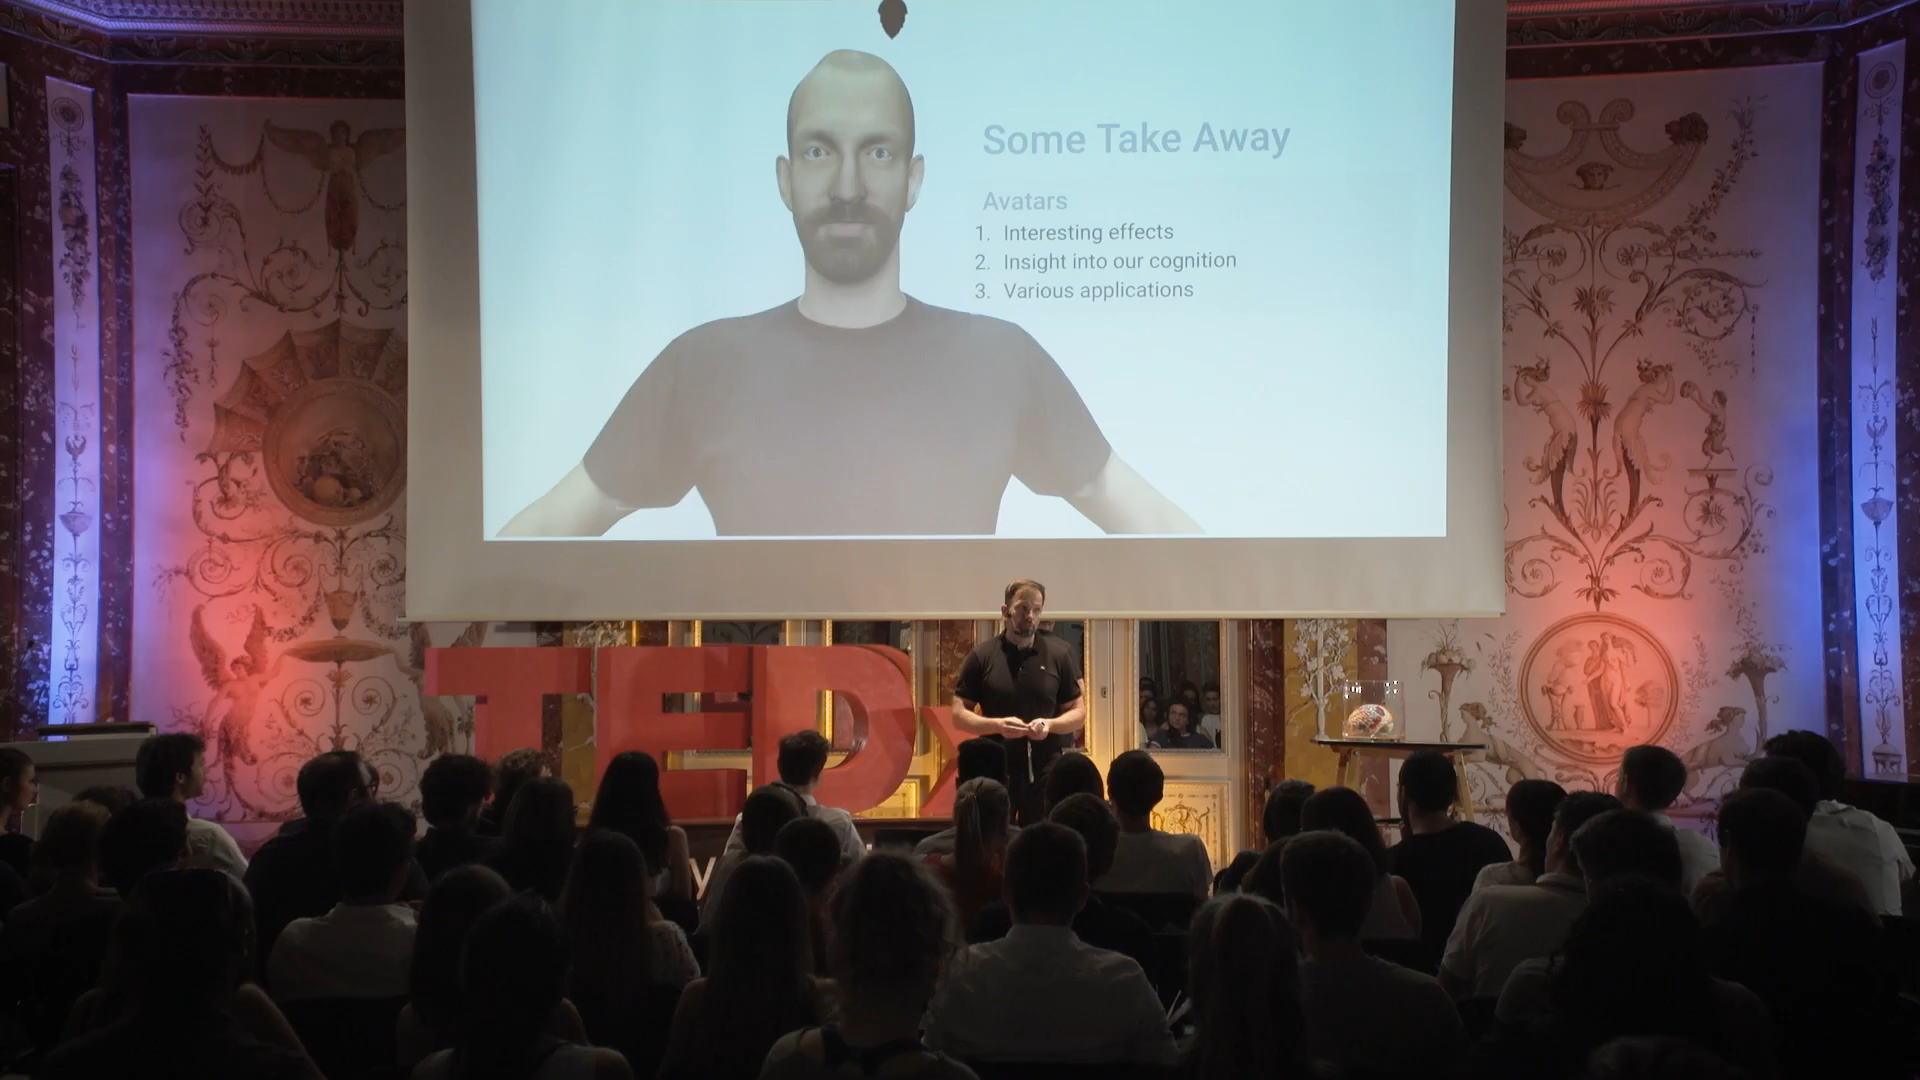 Some Take Away
Avatars
1. Interesting effects
2. Insight into our cognition
3. Various applications
TEDx